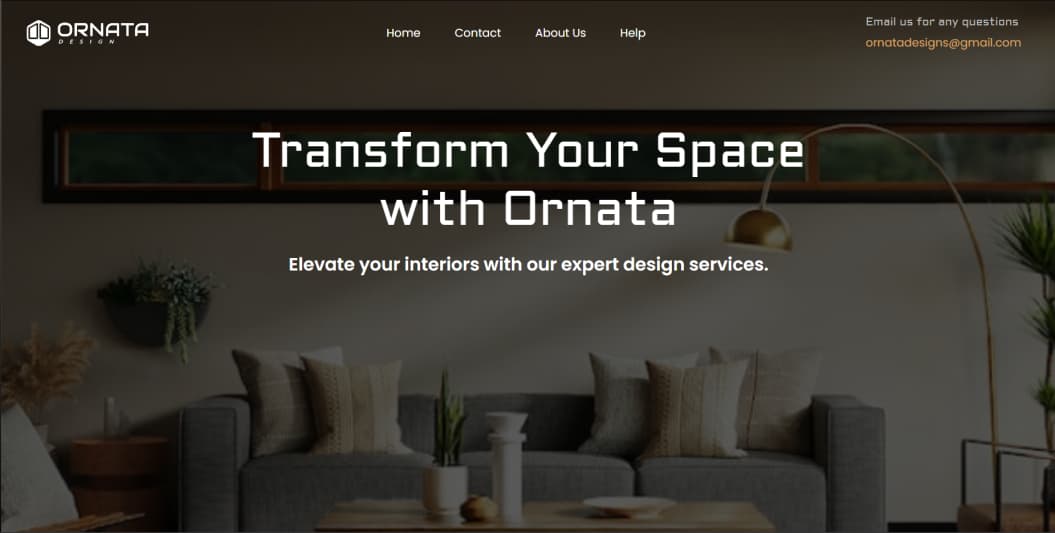 ORNATA
DESIGN
Home Contact About Us Help
Email us for any questions
ornatadesigns@gmail.com
Transform Your Space
with Ornata
Elevate your interiors with our expert design services.